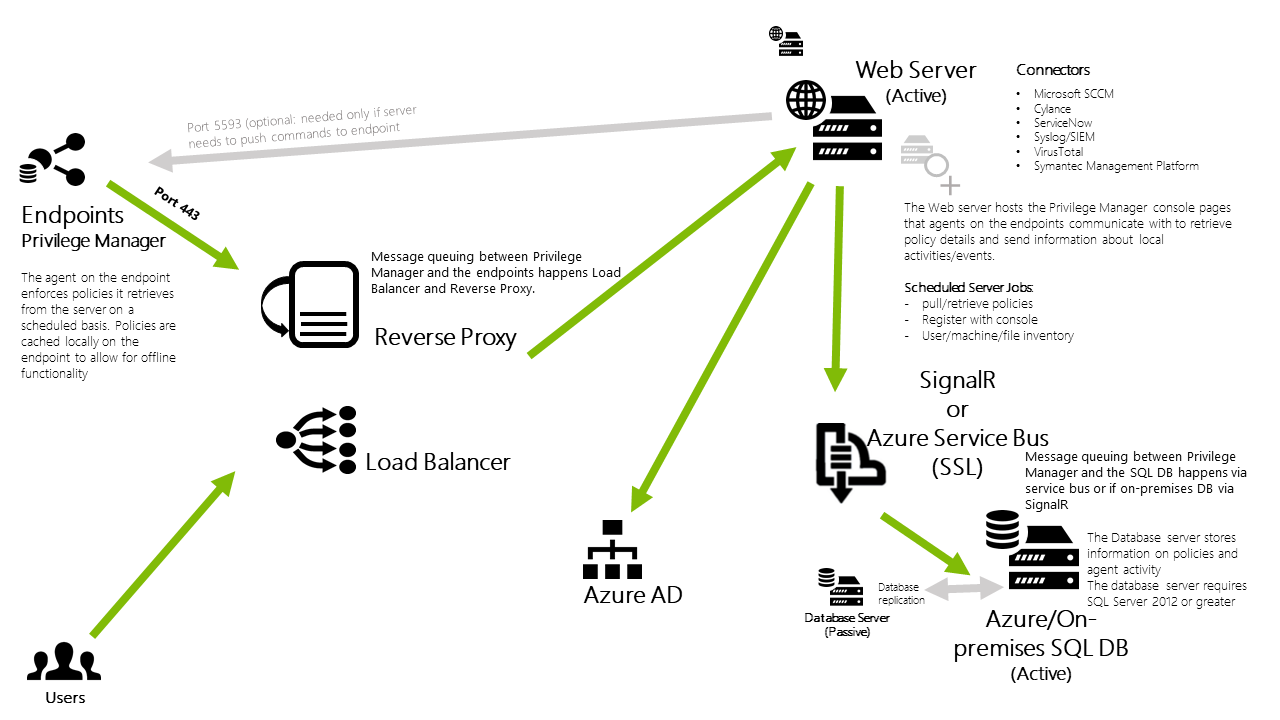 Web Server
(Active)
Connectors
• Microsoft SCCM
• Cylance
• ServiceNow
• Syslog/SIEM
• VirusTotal
• Symantec Management Platform
Port 5593 (optional: needed only if server
needs to push commands to endpoint
Port 443
Endpoints
Privilege Manager
The agent on the endpoint
enforces policies it retrieves
from the server on a
scheduled basis. Policies are
cached locally on the
endpoint to allow for offline
functionality
Message queuing between Privilege
Manager and the endpoints happens Load
Balancer and Reverse Proxy.
Reverse Proxy
The Web server hosts the Privilege Manager console pages
that agents on the endpoints communicate with to retrieve
policy details and send information about local
activities/events.
Scheduled Server Jobs:
- pull/retrieve policies
- Register with console
- User/machine/file inventory
Load Balancer
SignalR
or
Azure Service Bus
(SSL)
Message queuing between Privilege
Manager and the SQL DB happens via
service bus or if on-premises DB via
SignalR
Azure AD
The Database server stores
information on policies and
agent activity
The database server requires
SQL Server 2012 or greater
Database
replication
Database Server
(Passive)
Azure/On-
premises SQL DB
(Active)
Users